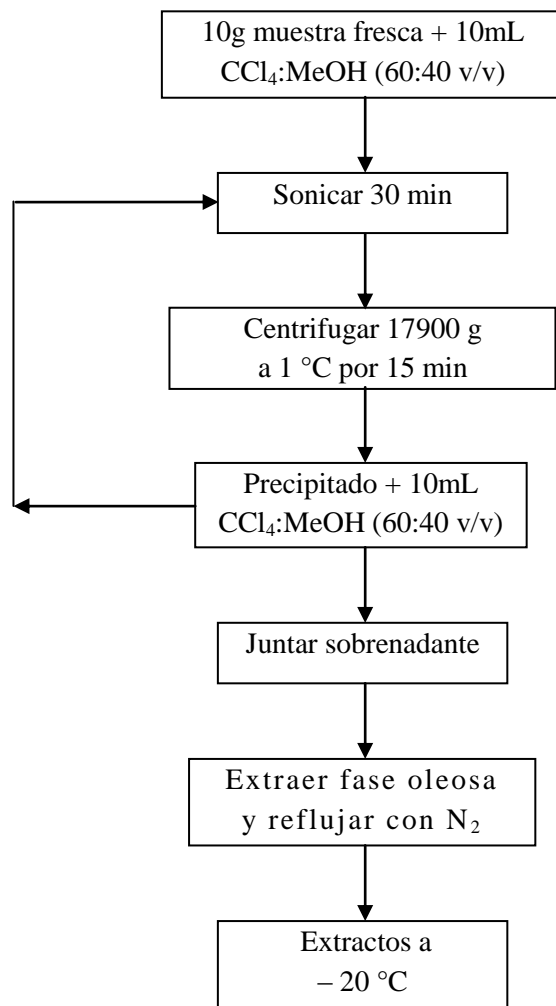 10g muestra fresca + 10mL
CCl₄:MeOH (60:40 v/v)
Sonicar 30 min
Centrifugar 17900 g
a 1 °C por 15 min
Precipitado + 10mL
CCl₄:MeOH (60:40 v/v)
Juntar sobrenadante
Extraer fase oleosa
y reflujar con N₂
Extractos a
– 20 °C